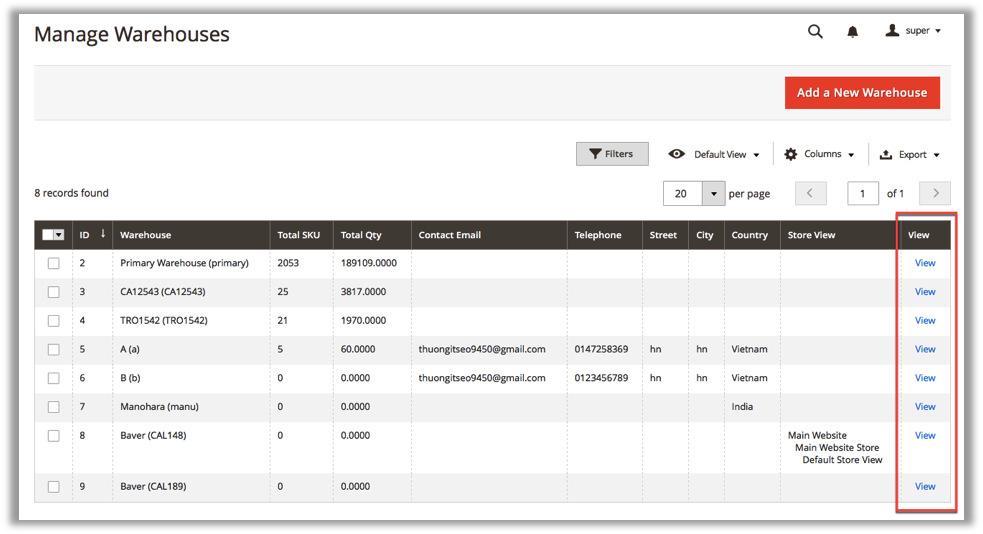 Manage Warehouses
super
Add a New Warehouse
Filters Default View Columns Export
8 records found 20 per page 1 of 1
ID ↓ Warehouse Total SKU Total Qty Contact Email Telephone Street City Country Store View View
2 Primary Warehouse (primary) 2053 189109.0000 View
3 CA12543 (CA12543) 25 3817.0000 View
4 TRO1542 (TRO1542) 21 1970.0000 View
5 A (a) 5 60.0000 thuongitseo9450@gmail.com 0147258369 hn hn Vietnam View
6 B (b) 0 0.0000 thuongitseo9450@gmail.com 0123456789 hn hn Vietnam View
7 Manohara (manu) 0 0.0000 India View
8 Baver (CAL148) 0 0.0000 Main Website View
Main Website Store
Default Store View
9 Baver (CAL189) 0 0.0000 View